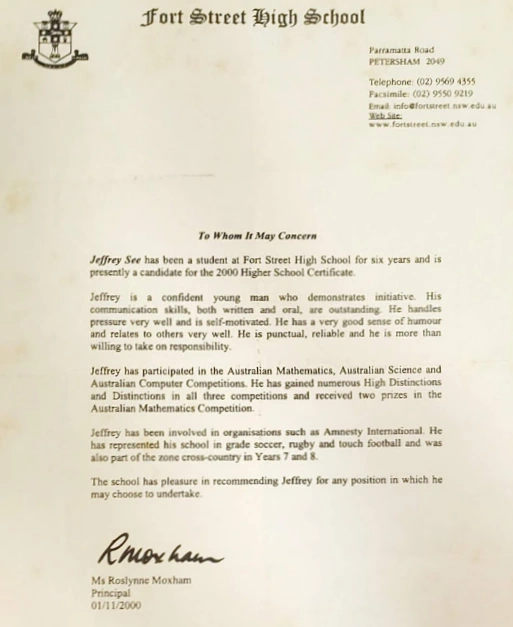 Fort Street High School
Parramatta Road
PETERSHAM 2049
Telephone: (02) 9569 4355
Facsimile: (02) 9550 9219
Email: info@fortstreet.nsw.edu.au
Web Site:
www.fortstreet.nsw.edu.au
To Whom It May Concern
Jeffrey See has been a student at Fort Street High School for six years and is
presently a candidate for the 2000 Higher School Certificate.
Jeffrey is a confident young man who demonstrates initiative. His
communication skills, both written and oral, are outstanding. He handles
pressure very well and is self-motivated. He has a very good sense of humour
and relates to others very well. He is punctual, reliable and he is more than
willing to take on responsibility.
Jeffrey has participated in the Australian Mathematics, Australian Science and
Australian Computer Competitions. He has gained numerous High Distinctions
and Distinctions in all three competitions and received two prizes in the
Australian Mathematics Competition.
Jeffrey has been involved in organisations such as Amnesty International. He
has represented his school in grade soccer, rugby and touch football and was
also part of the zone cross-country in Years 7 and 8.
The school has pleasure in recommending Jeffrey for any position in which he
may choose to undertake.
RMoxham
Ms Roslynne Moxham
Principal
01/11/2000